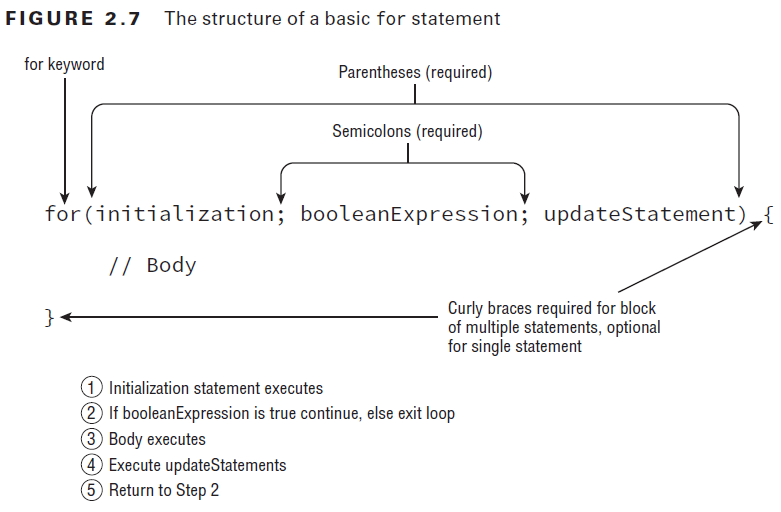 FIGURE 2.7 The structure of a basic for statement
for keyword
Parentheses (required)
Semicolons (required)
for(initialization; booleanExpression; updateStatement) {
// Body
}
Curly braces required for block
of multiple statements, optional
for single statement
1 Initialization statement executes
2 If booleanExpression is true continue, else exit loop
3 Body executes
4 Execute updateStatements
5 Return to Step 2